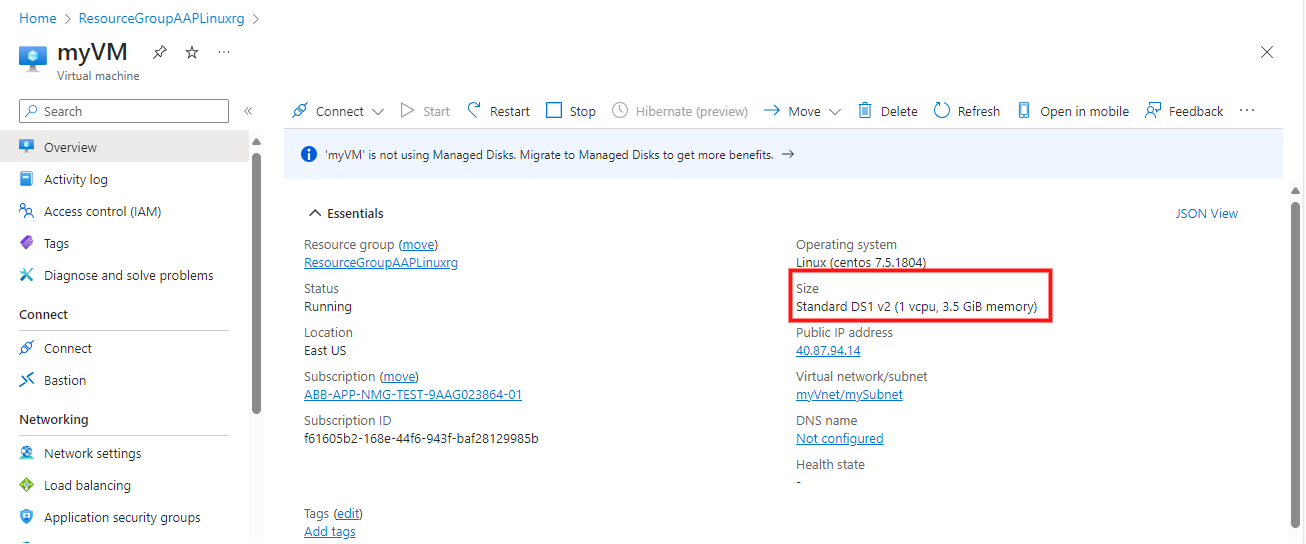 Home > ResourceGroupAAPLinuxrg >
myVM
Virtual machine
Search
Overview
Activity log
Access control (IAM)
Tags
Diagnose and solve problems
Connect
Connect
Bastion
Networking
Network settings
Load balancing
Application security groups
Connect Start Restart Stop Hibernate (preview) Move Delete Refresh Open in mobile Feedback
'myVM' is not using Managed Disks. Migrate to Managed Disks to get more benefits. →
Essentials
JSON View
Resource group (move)
ResourceGroupAAPLinuxrg
Status
Running
Location
East US
Subscription (move)
ABB-APP-NMG-TEST-9AAG023864-01
Subscription ID
f61605b2-168e-44f6-943f-baf28129985b
Operating system
Linux (centos 7.5.1804)
Size
Standard DS1 v2 (1 vcpu, 3.5 GiB memory)
Public IP address
40.87.94.14
Virtual network/subnet
myVnet/mySubnet
DNS name
Not configured
Health state
-
Tags (edit)
Add tags